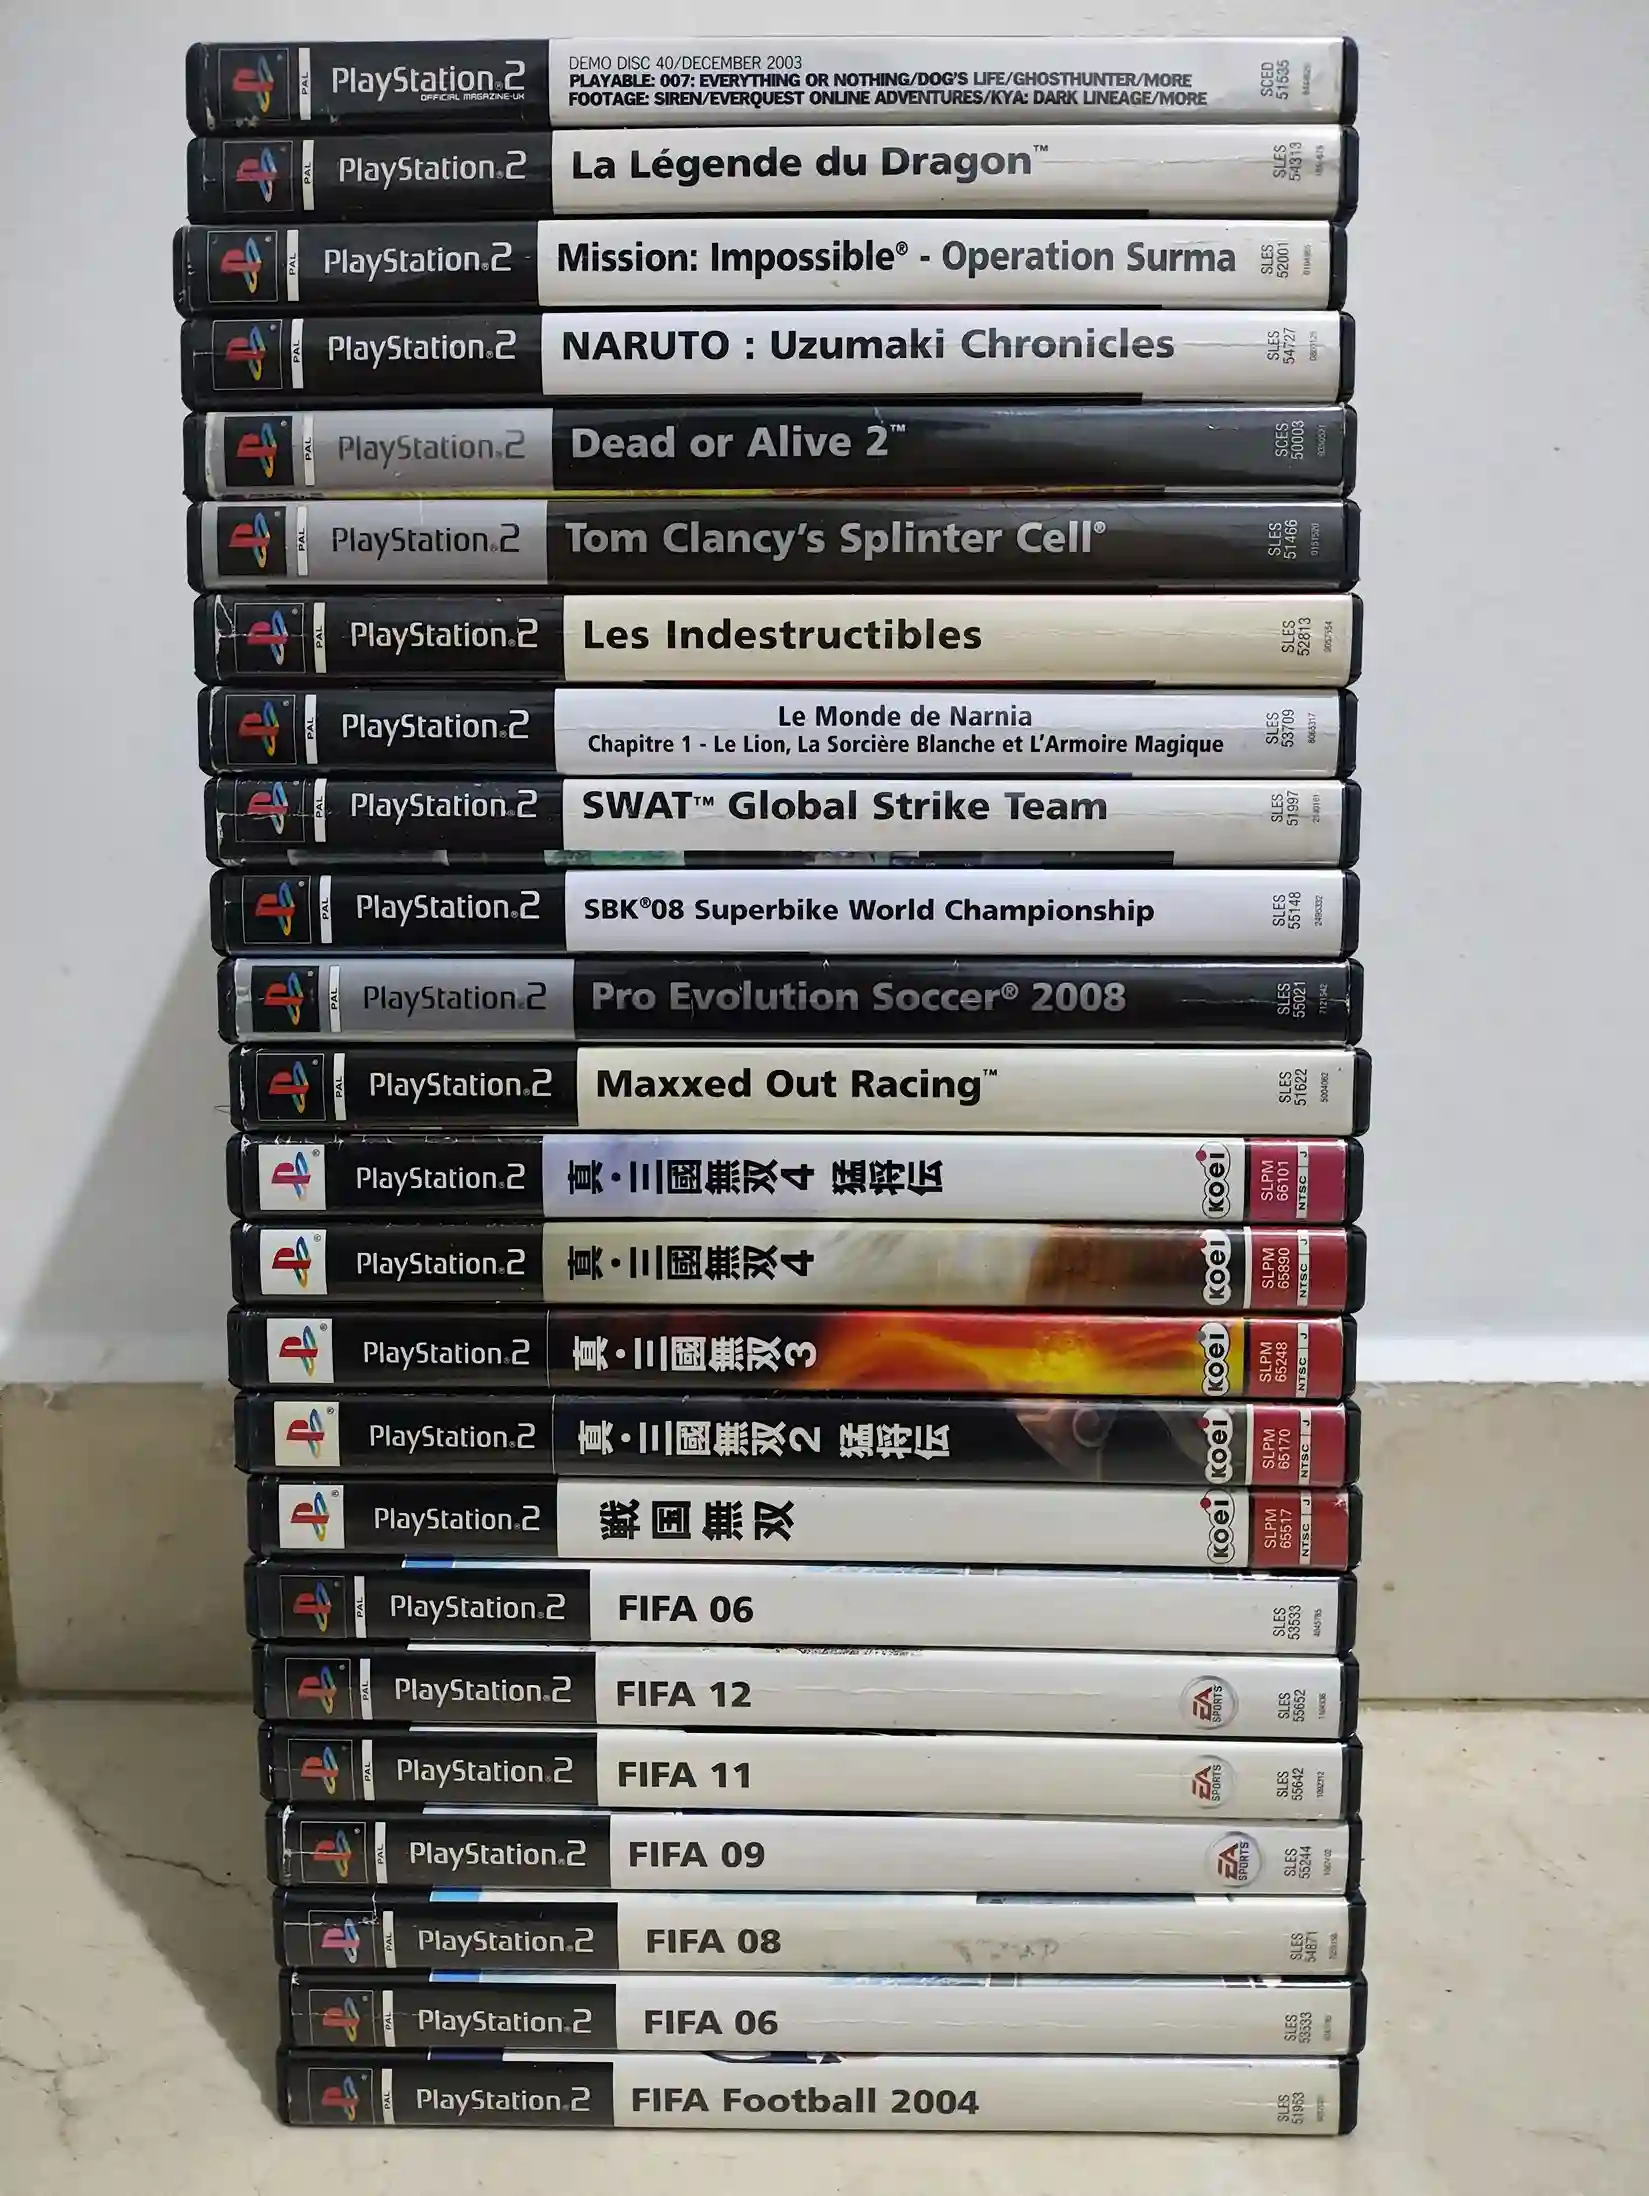 PAL
PlayStation®2
OFFICIAL MAGAZINE-UK
DEMO DISC 40/DECEMBER 2003
PLAYABLE: 007: EVERYTHING OR NOTHING/DOG'S LIFE/GHOSTHUNTER/MORE
FOOTAGE: SIREN/EVERQUEST ONLINE ADVENTURES/KYA: DARK LINEAGE/MORE
SCED
51535
PAL
PlayStation®2
La Légende du Dragon™
SLES
54313
PAL
PlayStation®2
Mission: Impossible® - Operation Surma
SLES
52001
PAL
PlayStation®2
NARUTO : Uzumaki Chronicles
SLES
54727
PAL
PlayStation®2
Dead or Alive 2™
SCES
50003
PAL
PlayStation®2
Tom Clancy's Splinter Cell®
SLES
51466
PAL
PlayStation®2
Les Indestructibles
SLES
52813
PAL
PlayStation®2
Le Monde de Narnia
Chapitre 1 - Le Lion, La Sorcière Blanche et L'Armoire Magique
SLES
53709
PAL
PlayStation®2
SWAT™ Global Strike Team
SLES
51997
PAL
PlayStation®2
SBK®08 Superbike World Championship
SLES
55148
PAL
PlayStation®2
Pro Evolution Soccer® 2008
SLES
55021
PAL
PlayStation®2
Maxxed Out Racing™
SLES
51622
PlayStation®2
真・三國無双4 猛将伝
KOEI
SLPM
66101
NTSC J
PlayStation®2
真・三國無双4
KOEI
SLPM
65890
NTSC J
PlayStation®2
真・三國無双3
KOEI
SLPM
65248
NTSC J
PlayStation®2
真・三國無双2 猛将伝
KOEI
SLPM
65170
NTSC J
PlayStation®2
戦国無双
KOEI
SLPM
65517
NTSC J
PAL
PlayStation®2
FIFA 06
SLES
53533
PAL
PlayStation®2
FIFA 12
EA
SPORTS
SLES
55652
PAL
PlayStation®2
FIFA 11
EA
SPORTS
SLES
55642
PAL
PlayStation®2
FIFA 09
EA
SPORTS
SLES
55244
PAL
PlayStation®2
FIFA 08
SLES
54871
PAL
PlayStation®2
FIFA 06
SLES
53533
PAL
PlayStation®2
FIFA Football 2004
SLES
51953